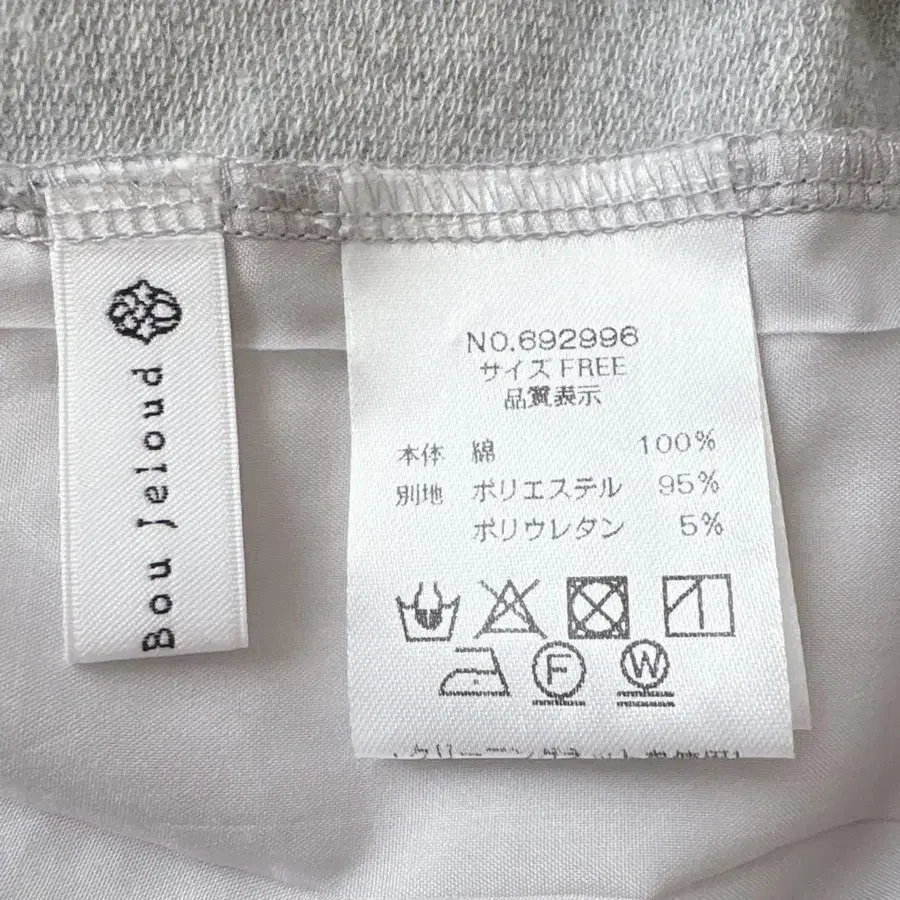 Bou Jeloud
NO.692996
サイズ FREE
品質表示
本体 綿 100%
別地 ポリエステル 95%
ポリウレタン 5%
F W